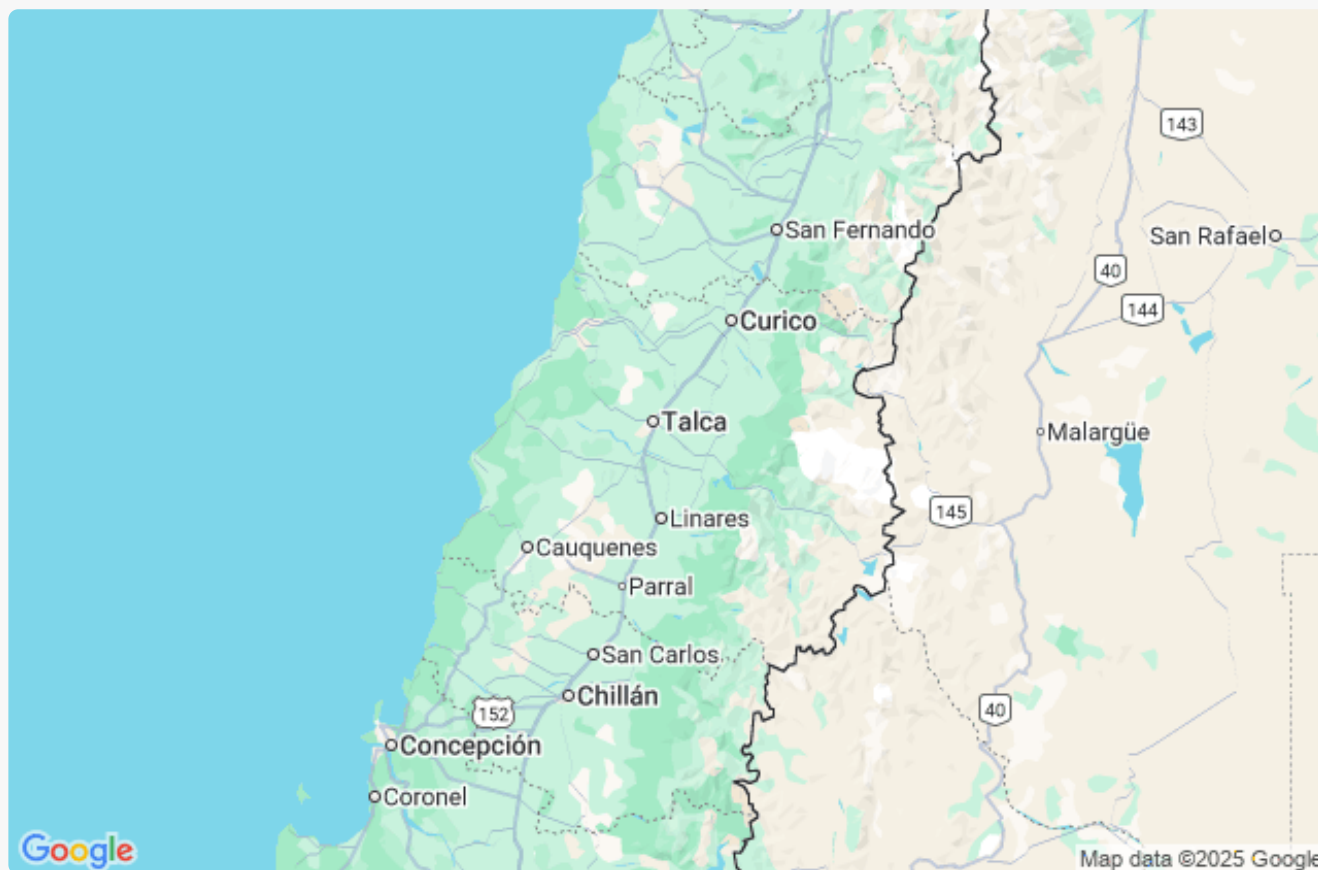 143
San Fernando
San Rafael
40
144
Curico
Talca
Malargüe
145
Linares
Cauquenes
Parral
San Carlos
Chillán
40
152
Concepción
Coronel
Google
Map data ©2025 Google